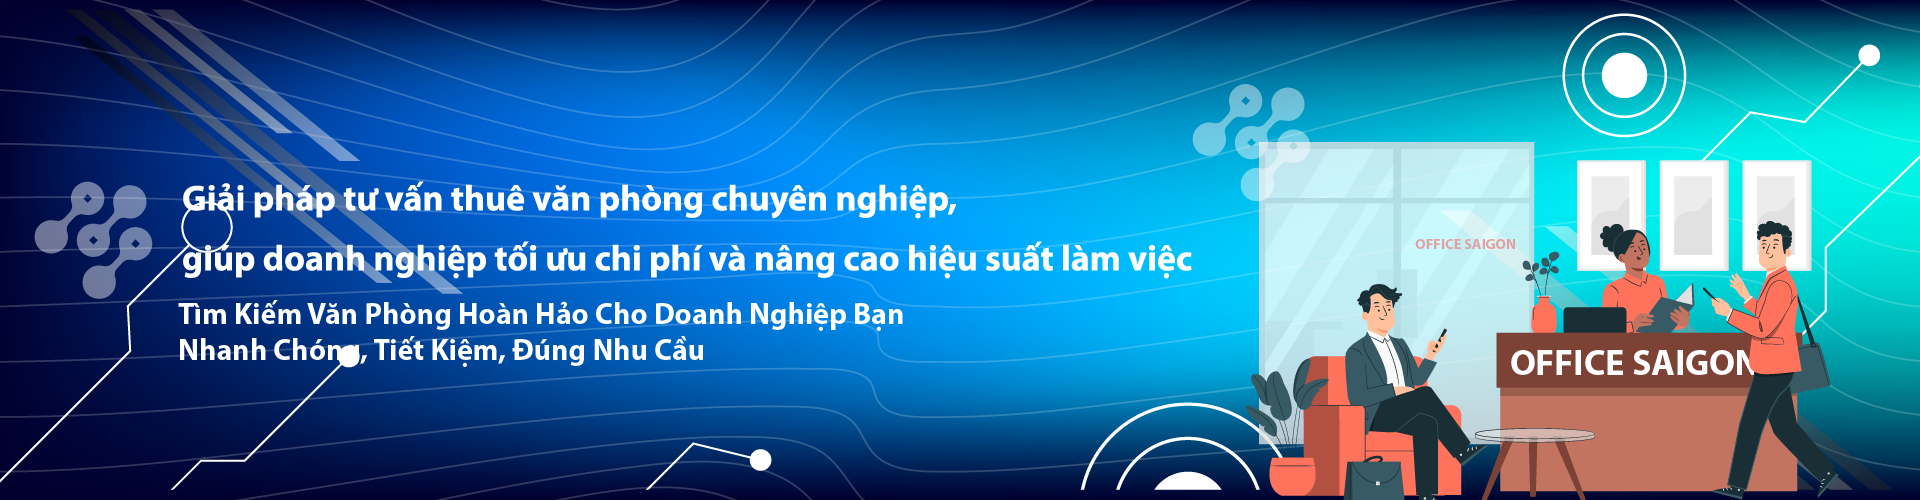 Giải pháp tư vấn thuê văn phòng chuyên nghiệp,
giúp doanh nghiệp tối ưu chi phí và nâng cao hiệu suất làm việc
Tìm Kiếm Văn Phòng Hoàn Hảo Cho Doanh Nghiệp Bạn
Nhanh Chóng, Tiết Kiệm, Đúng Nhu Cầu
OFFICE SAIGON
OFFICE SAIGON